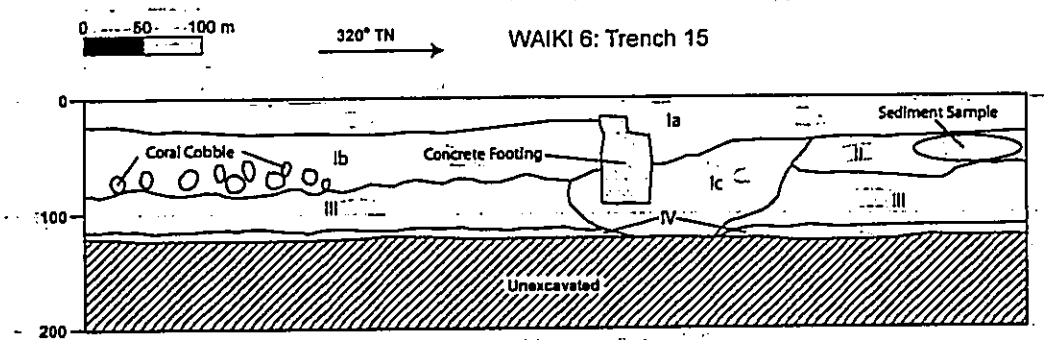 0 50 100 m
320° TN
WAIKI 6: Trench 15
0
Ia
Sediment Sample
Coral Cobble
Ib
Concrete Footing
II
Ic
III
III
100
IV
Unexcavated
200